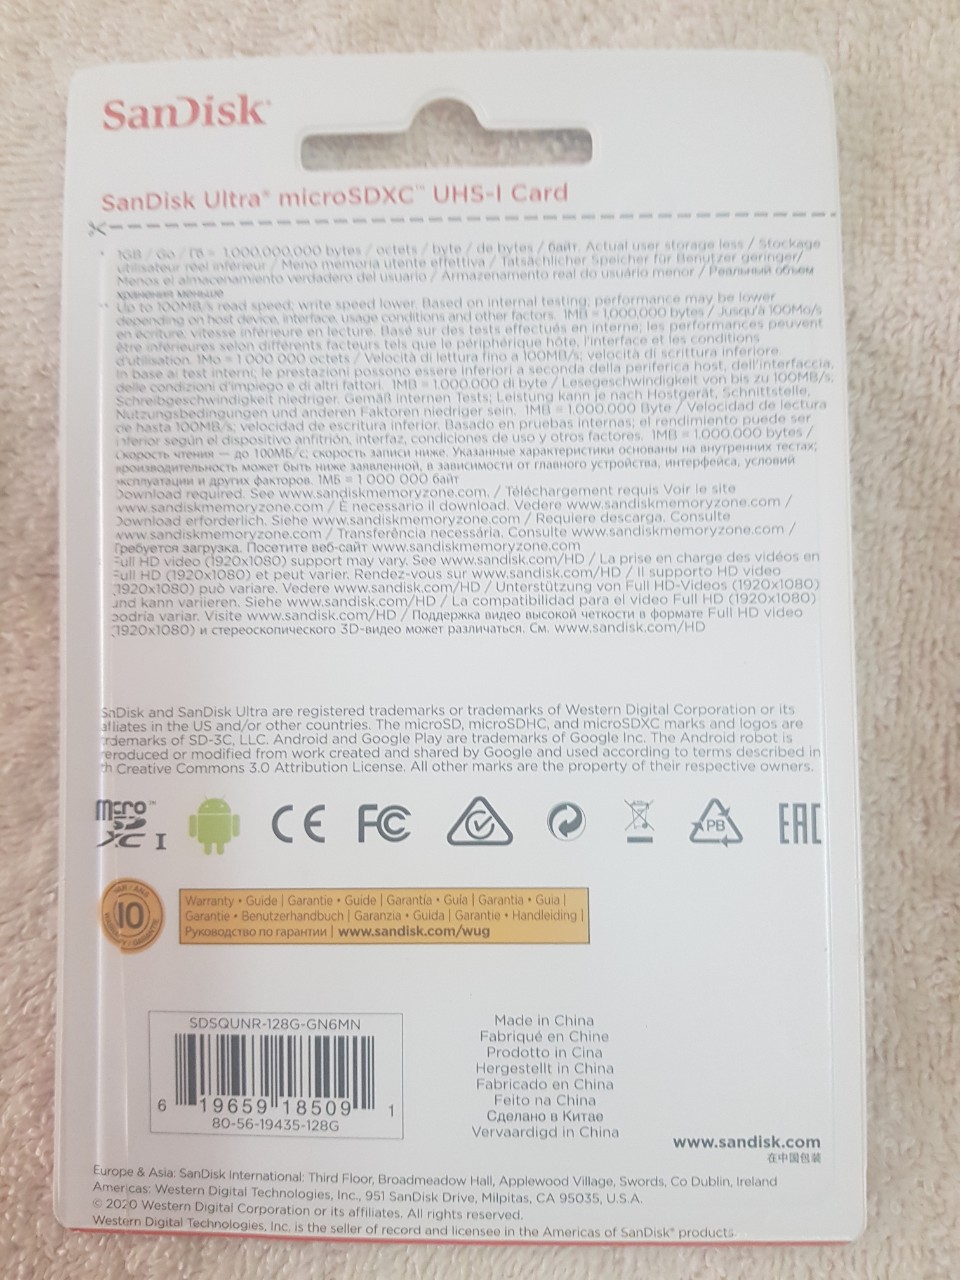 SanDisk®
SanDisk Ultra® microSDXC™ UHS-I Card
* 1GB / Go / Гб = 1.000.000.000 bytes / octets / byte / de bytes / байт. Actual user storage less / Stockage
utilisateur réel inférieur / Meno memoria utente effettiva / Tatsächlicher Speicher für Benutzer geringer/
Menos el almacenamiento verdadero del usuario / Armazenamento real do usuário menor / Реальный объем
хранения меньше
** Up to 100MB/s read speed; write speed lower. Based on internal testing; performance may be lower
depending on host device, interface, usage conditions and other factors. 1MB = 1,000,000 bytes / Jusqu'à 100Mo/s
en écriture, vitesse inférieure en lecture. Basé sur des tests effectués en interne; les performances peuvent
être inférieures selon différents facteurs tels que le périphérique hôte, l'interface et les conditions
d'utilisation. 1Mo = 1 000 000 octets / Velocità di lettura fino a 100MB/s; velocità di scrittura inferiore.
In base ai test interni; le prestazioni possono essere inferiori a seconda della periferica host, dell'interfaccia,
delle condizioni d'impiego e di altri fattori. 1MB = 1.000.000 di byte / Lesegeschwindigkeit von bis zu 100MB/s;
Schreibgeschwindigkeit niedriger. Gemäß internen Tests; Leistung kann je nach Hostgerät, Schnittstelle,
Nutzungsbedingungen und anderen Faktoren niedriger sein. 1MB = 1.000.000 Byte / Velocidad de lectura
de hasta 100MB/s; velocidad de escritura inferior. Basado en pruebas internas; el rendimiento puede ser
inferior según el dispositivo anfitrión, interfaz, condiciones de uso y otros factores. 1MB = 1.000.000 bytes /
Скорость чтения — до 100МБ/с; скорость записи ниже. Указанные характеристики основаны на внутренних тестах;
производительность может быть ниже заявленной, в зависимости от главного устройства, интерфейса, условий
эксплуатации и других факторов. 1МБ = 1 000 000 байт
Download required. See www.sandiskmemoryzone.com. / Téléchargement requis Voir le site
www.sandiskmemoryzone.com / È necessario il download. Vedere www.sandiskmemoryzone.com /
Download erforderlich. Siehe www.sandiskmemoryzone.com / Requiere descarga. Consulte
www.sandiskmemoryzone.com / Transferência necessária. Consulte www.sandiskmemoryzone.com /
Требуется загрузка. Посетите веб-сайт www.sandiskmemoryzone.com
Full HD video (1920x1080) support may vary. See www.sandisk.com/HD / La prise en charge des vidéos en
Full HD (1920x1080) et peut varier. Rendez-vous sur www.sandisk.com/HD / Il supporto HD video
(1920x1080) può variare. Vedere www.sandisk.com/HD / Unterstützung von Full HD-Videos (1920x1080)
und kann variieren. Siehe www.sandisk.com/HD / La compatibilidad para el video Full HD (1920x1080)
podría variar. Visite www.sandisk.com/HD / Поддержка видео высокой четкости в формате Full HD video
(1920x1080) и стереоскопического 3D-видео может различаться. См. www.sandisk.com/HD
SnDisk and SanDisk Ultra are registered trademarks or trademarks of Western Digital Corporation or its
affiliates in the US and/or other countries. The microSD, microSDHC, and microSDXC marks and logos are
trdemarks of SD-3C, LLC. Android and Google Play are trademarks of Google Inc. The Android robot is
reroduced or modified from work created and shared by Google and used according to terms described in
th Creative Commons 3.0 Attribution License. All other marks are the property of their respective owners.
micro SD XC™ I CE FC PB EAC
10
Warranty • Guide | Garantie • Guide | Garantía • Guía | Garantia • Guia |
Garantie • Benutzerhandbuch | Garanzia • Guida | Garantie • Handleiding |
Руководство по гарантии | www.sandisk.com/wug
SDSQUNR-128G-GN6MN
6 19659 18509 1
80-56-19435-128G
Made in China
Fabriqué en Chine
Prodotto in Cina
Hergestellt in China
Fabricado en China
Feito na China
Сделано в Китае
Vervaardigd in China
www.sandisk.com
在中国包装
Europe & Asia: SanDisk International: Third Floor, Broadmeadow Hall, Applewood Village, Swords, Co Dublin, Ireland
Americas: Western Digital Technologies, Inc., 951 SanDisk Drive, Milpitas, CA 95035, U.S.A.
© 2020 Western Digital Corporation or its affiliates. All rights reserved.
Western Digital Technologies, Inc. is the seller of record and licensee in the Americas of SanDisk® products.